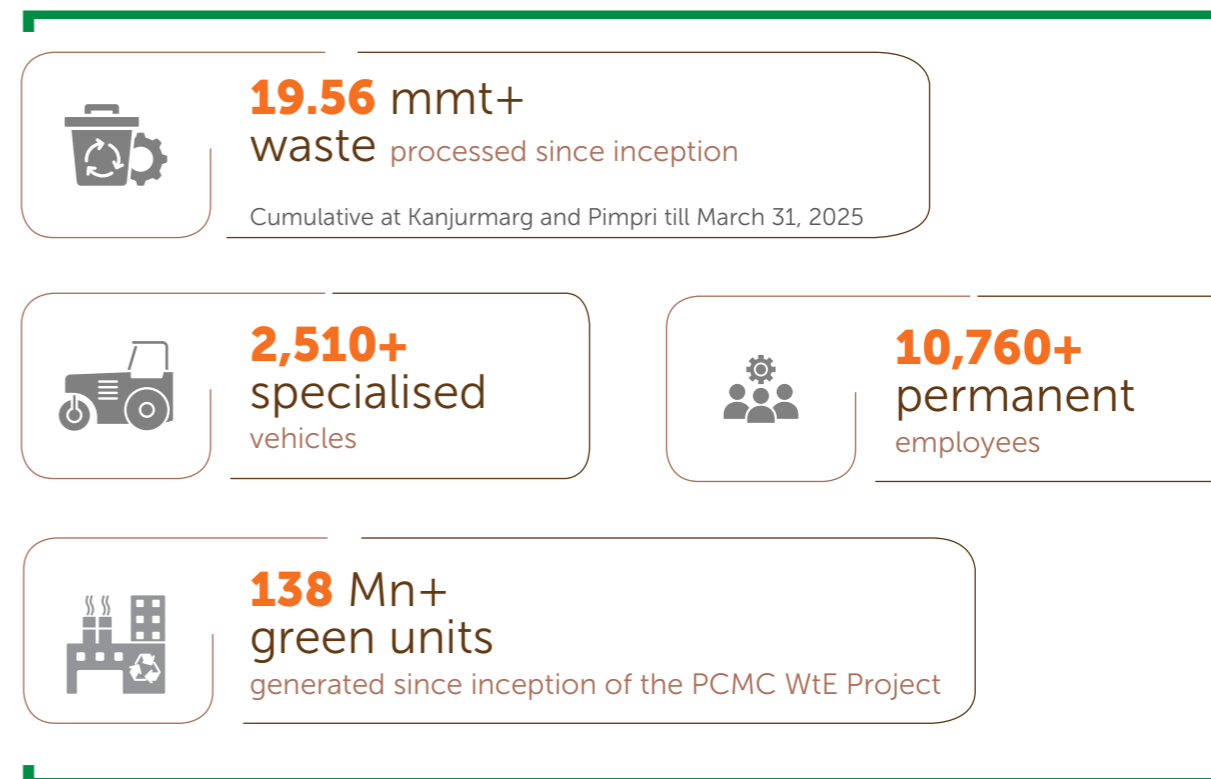 19.56 mmt+
waste processed since inception
Cumulative at Kanjurmarg and Pimpri till March 31, 2025
2,510+
specialised
vehicles
10,760+
permanent
employees
138 Mn+
green units
generated since inception of the PCMC WtE Project